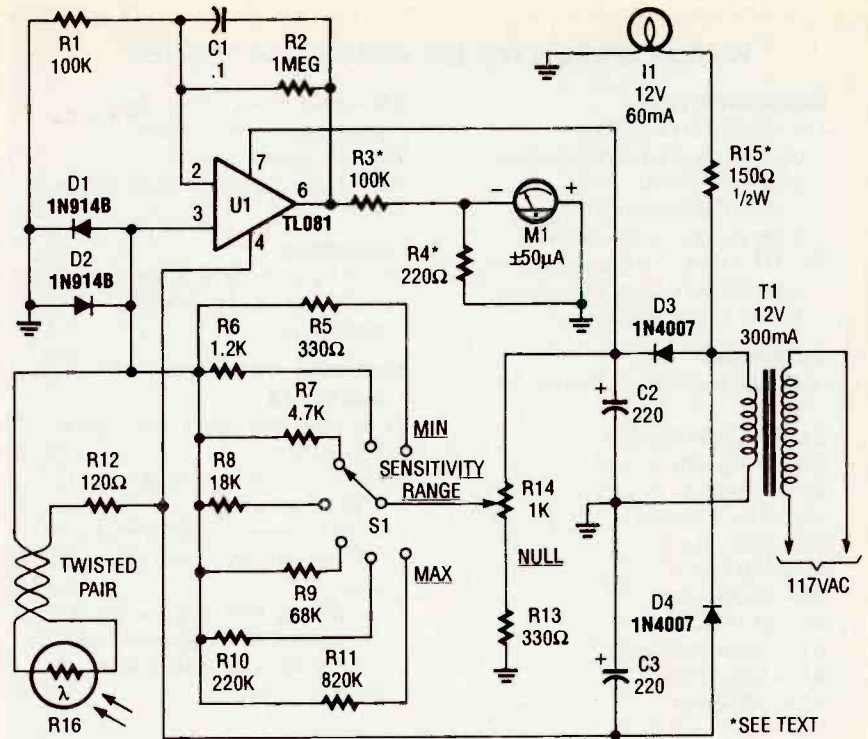 R1
100K
C1
.1
R2
1MEG
I1
12V
60mA
R15*
150Ω
1/2W
D1
1N914B
D2
1N914B
2
3
7
4
6
U1
TL081
R3*
100K
R4*
220Ω
−
+
M1
±50µA
D3
1N4007
T1
12V
300mA
R5
330Ω
R6
1.2K
R7
4.7K
R8
18K
R9
68K
R10
220K
R11
820K
R12
120Ω
MIN
SENSITIVITY
RANGE
S1
MAX
R14
1K
NULL
R13
330Ω
+
C2
220
+
C3
220
D4
1N4007
117VAC
TWISTED
PAIR
λ
R16
*SEE TEXT